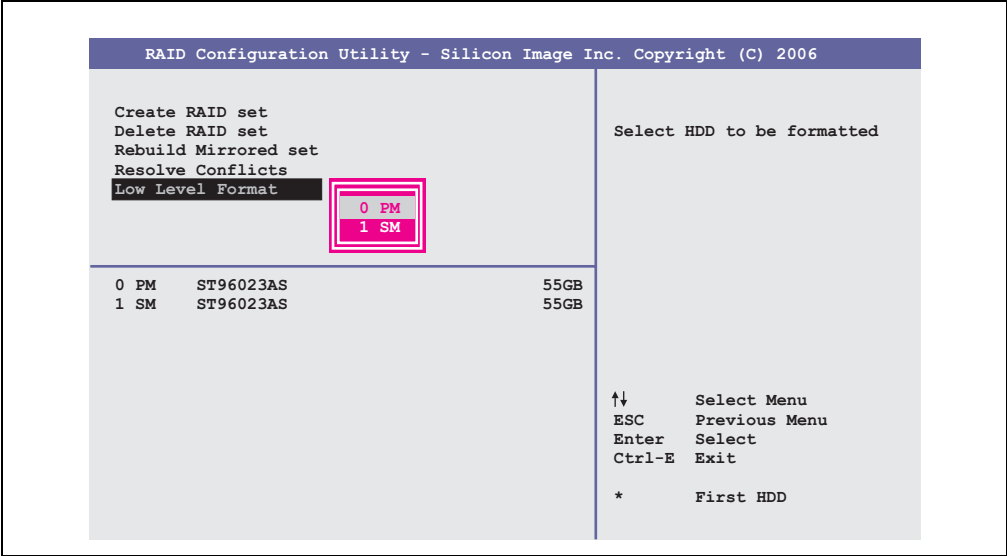 RAID Configuration Utility - Silicon Image Inc. Copyright (C) 2006
Create RAID set
Delete RAID set
Rebuild Mirrored set
Resolve Conflicts
Low Level Format
0 PM
1 SM
Select HDD to be formatted
0 PM ST96023AS 55GB
1 SM ST96023AS 55GB
↑↓ Select Menu
ESC Previous Menu
Enter Select
Ctrl-E Exit
* First HDD